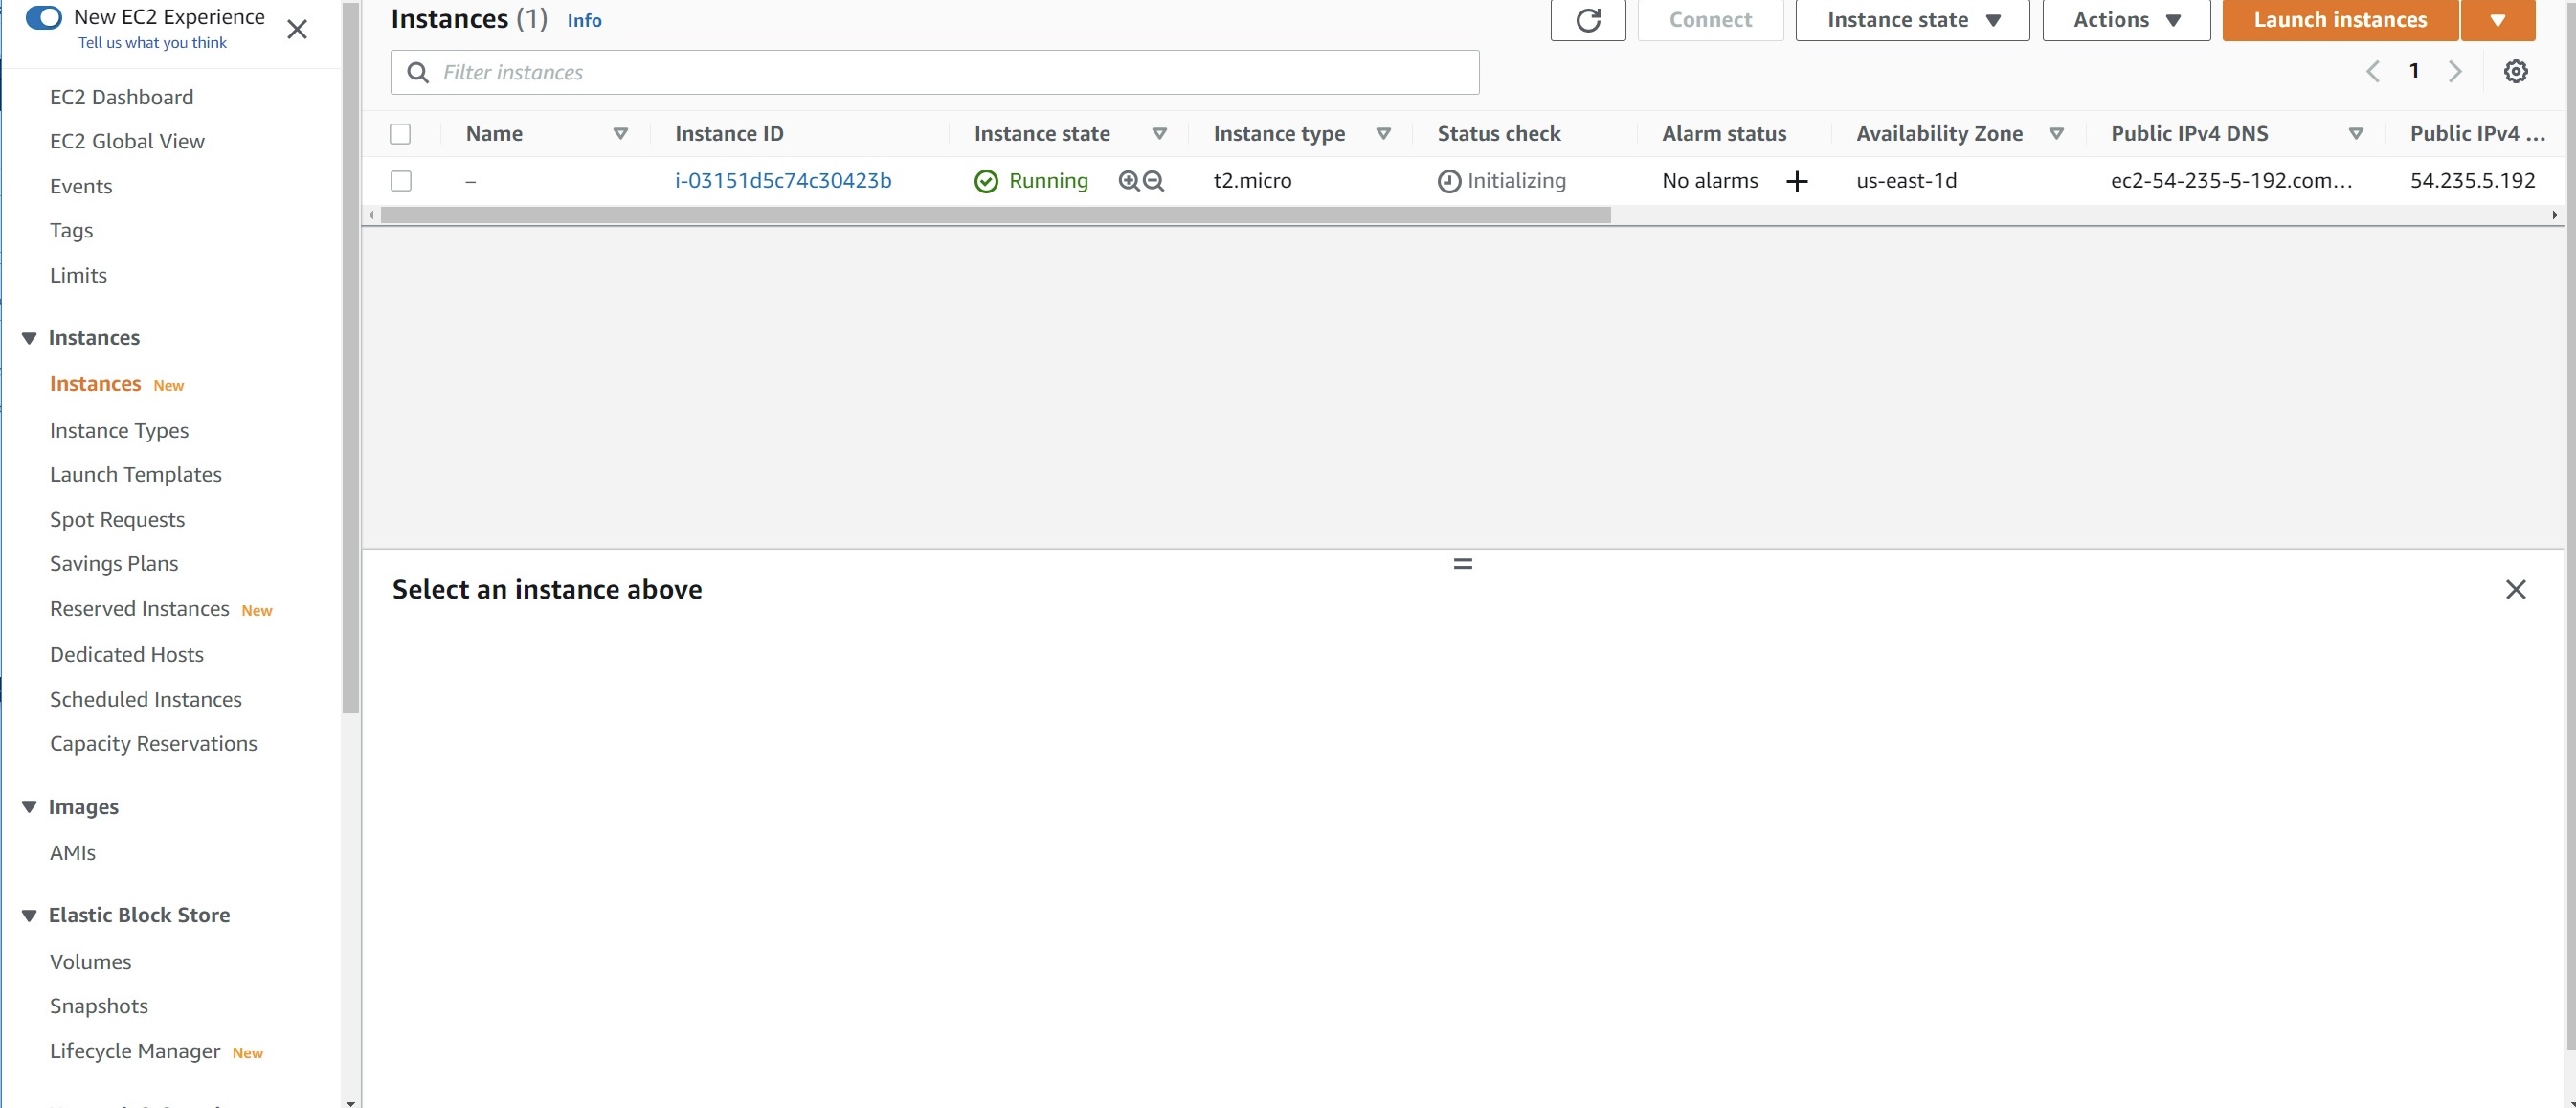 New EC2 Experience
Tell us what you think
EC2 Dashboard
EC2 Global View
Events
Tags
Limits
Instances
Instances New
Instance Types
Launch Templates
Spot Requests
Savings Plans
Reserved Instances New
Dedicated Hosts
Scheduled Instances
Capacity Reservations
Images
AMIs
Elastic Block Store
Volumes
Snapshots
Lifecycle Manager New
Instances (1) Info
Connect Instance state Actions Launch instances
Filter instances
1
Name Instance ID Instance state Instance type Status check Alarm status Availability Zone Public IPv4 DNS Public IPv4 ...
– i-03151d5c74c30423b Running t2.micro Initializing No alarms us-east-1d ec2-54-235-5-192.com... 54.235.5.192
Select an instance above